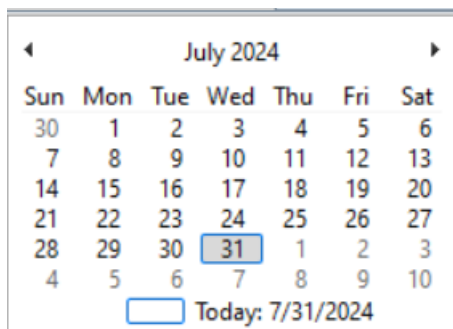 July 2024
Sun Mon Tue Wed Thu Fri Sat
30 1 2 3 4 5 6
7 8 9 10 11 12 13
14 15 16 17 18 19 20
21 22 23 24 25 26 27
28 29 30 31 1 2 3
4 5 6 7 8 9 10
Today: 7/31/2024